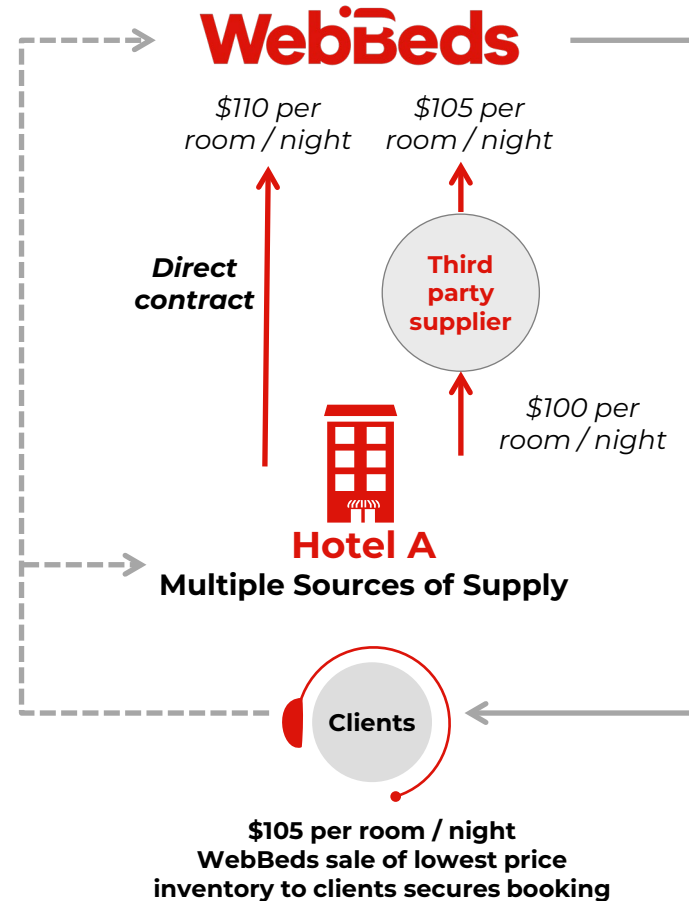 WebBeds
$110 per
room / night
$105 per
room / night
Direct
contract
Third
party
supplier
$100 per
room / night
Hotel A
Multiple Sources of Supply
Clients
$105 per room / night
WebBeds sale of lowest price
inventory to clients secures booking